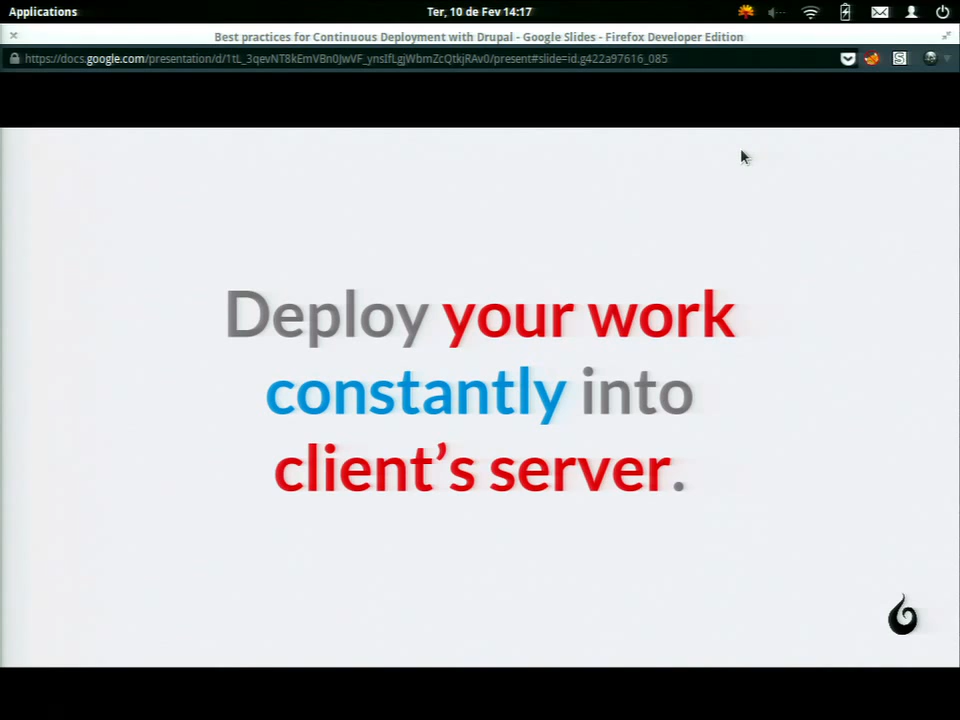 Applications
Ter, 10 de Fev 14:17
Best practices for Continuous Deployment with Drupal - Google Slides - Firefox Developer Edition
Deploy your work
constantly into
client’s server.